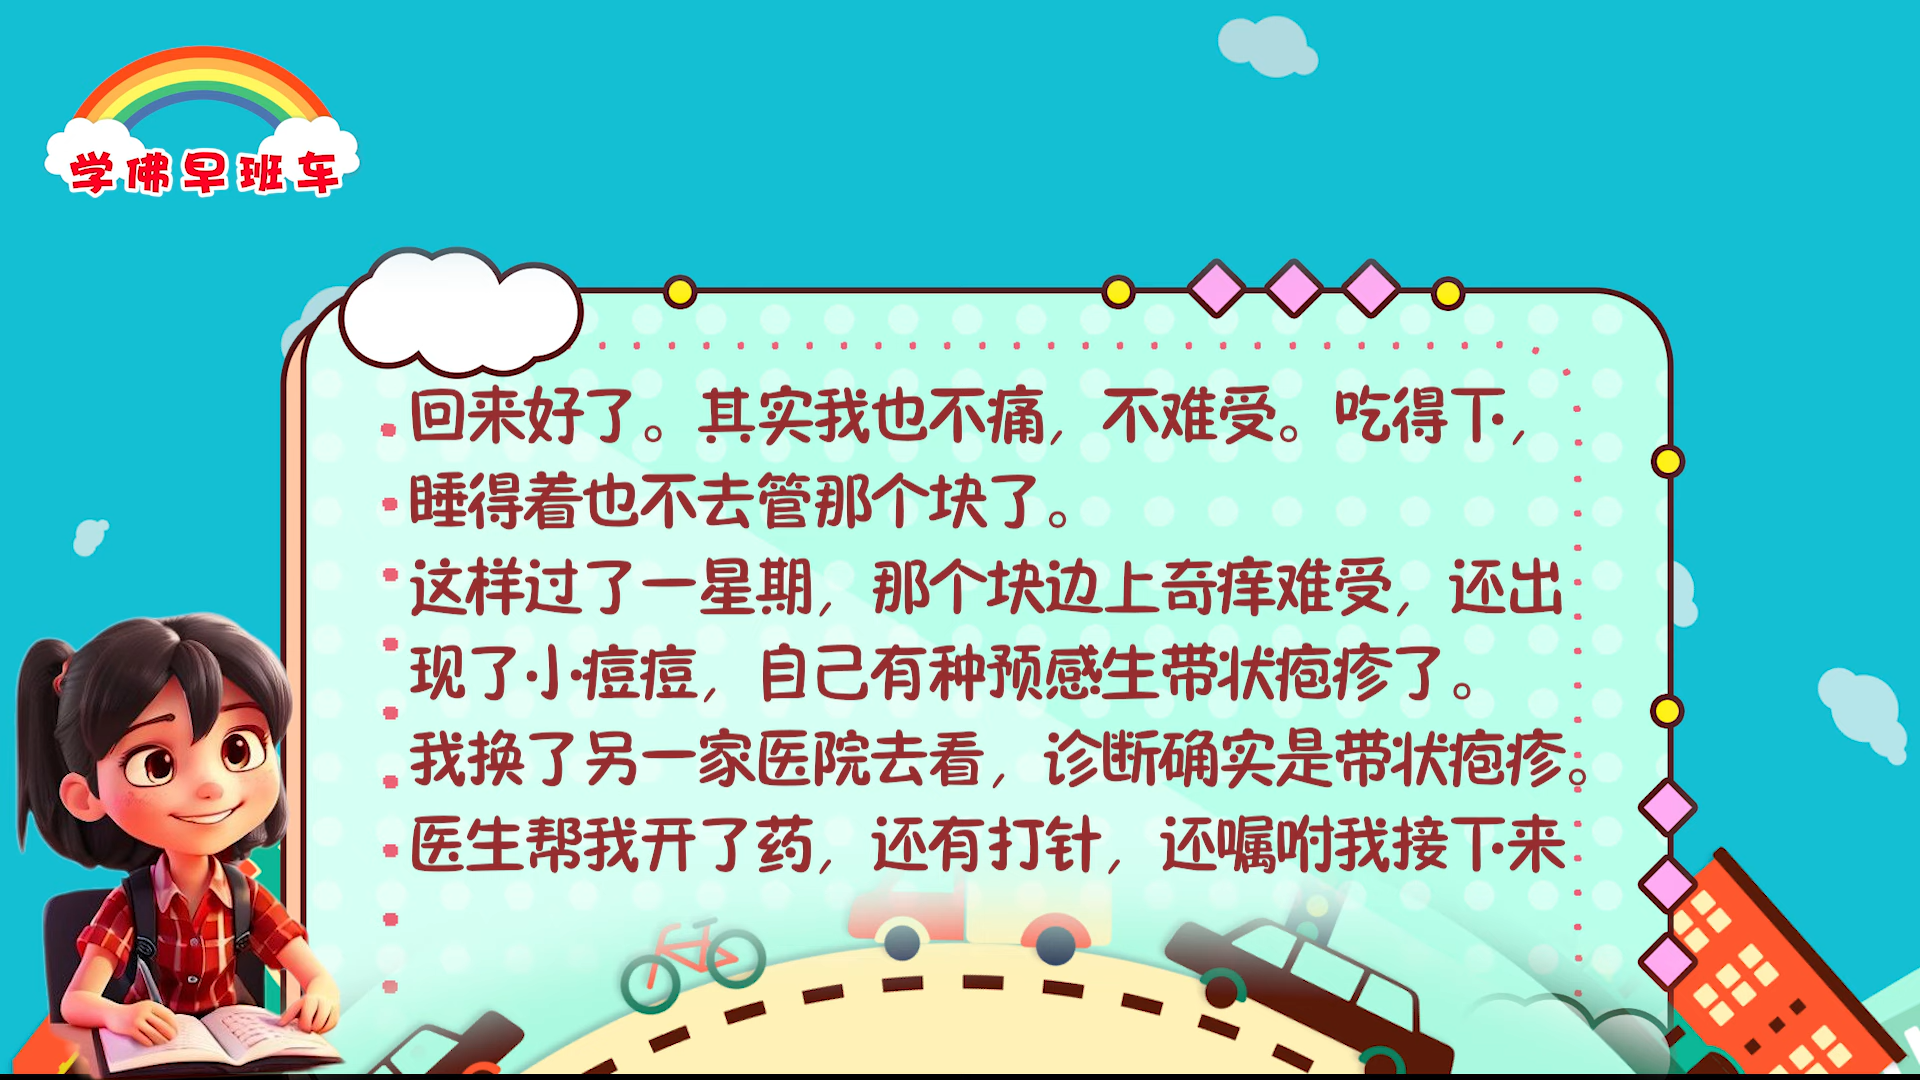 学佛早班车
回来好了。其实我也不痛，不难受。吃得下，
睡得着也不去管那个块了。
这样过了一星期，那个块边上奇痒难受，还出
现了小痘痘，自己有种预感生带状疱疹了。
我换了另一家医院去看，诊断确实是带状疱疹。
医生帮我开了药，还有打针，还嘱咐我接下来